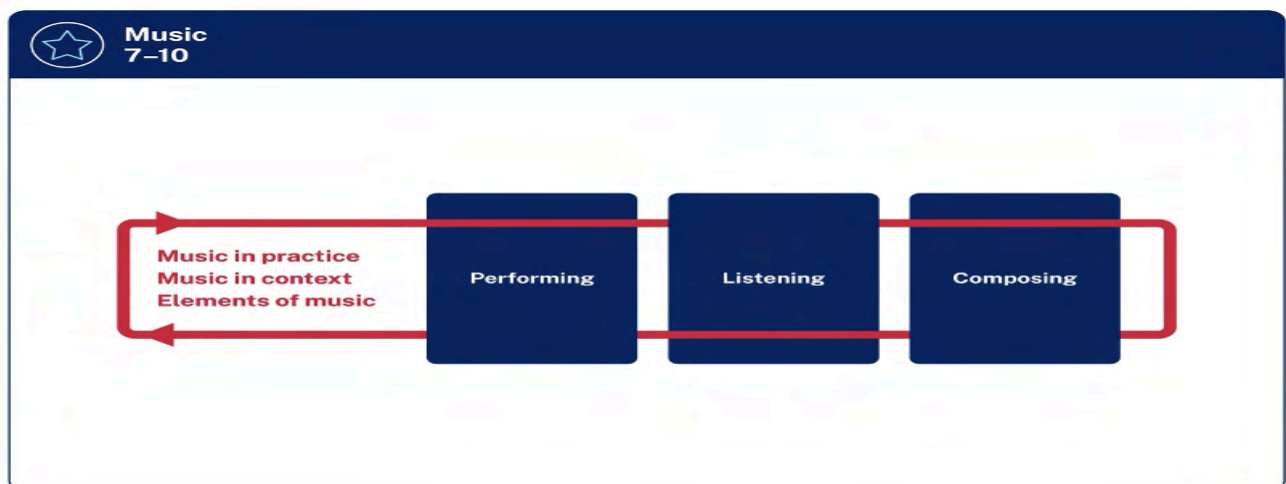 Music
7–10
Music in practice
Music in context
Elements of music
Performing
Listening
Composing